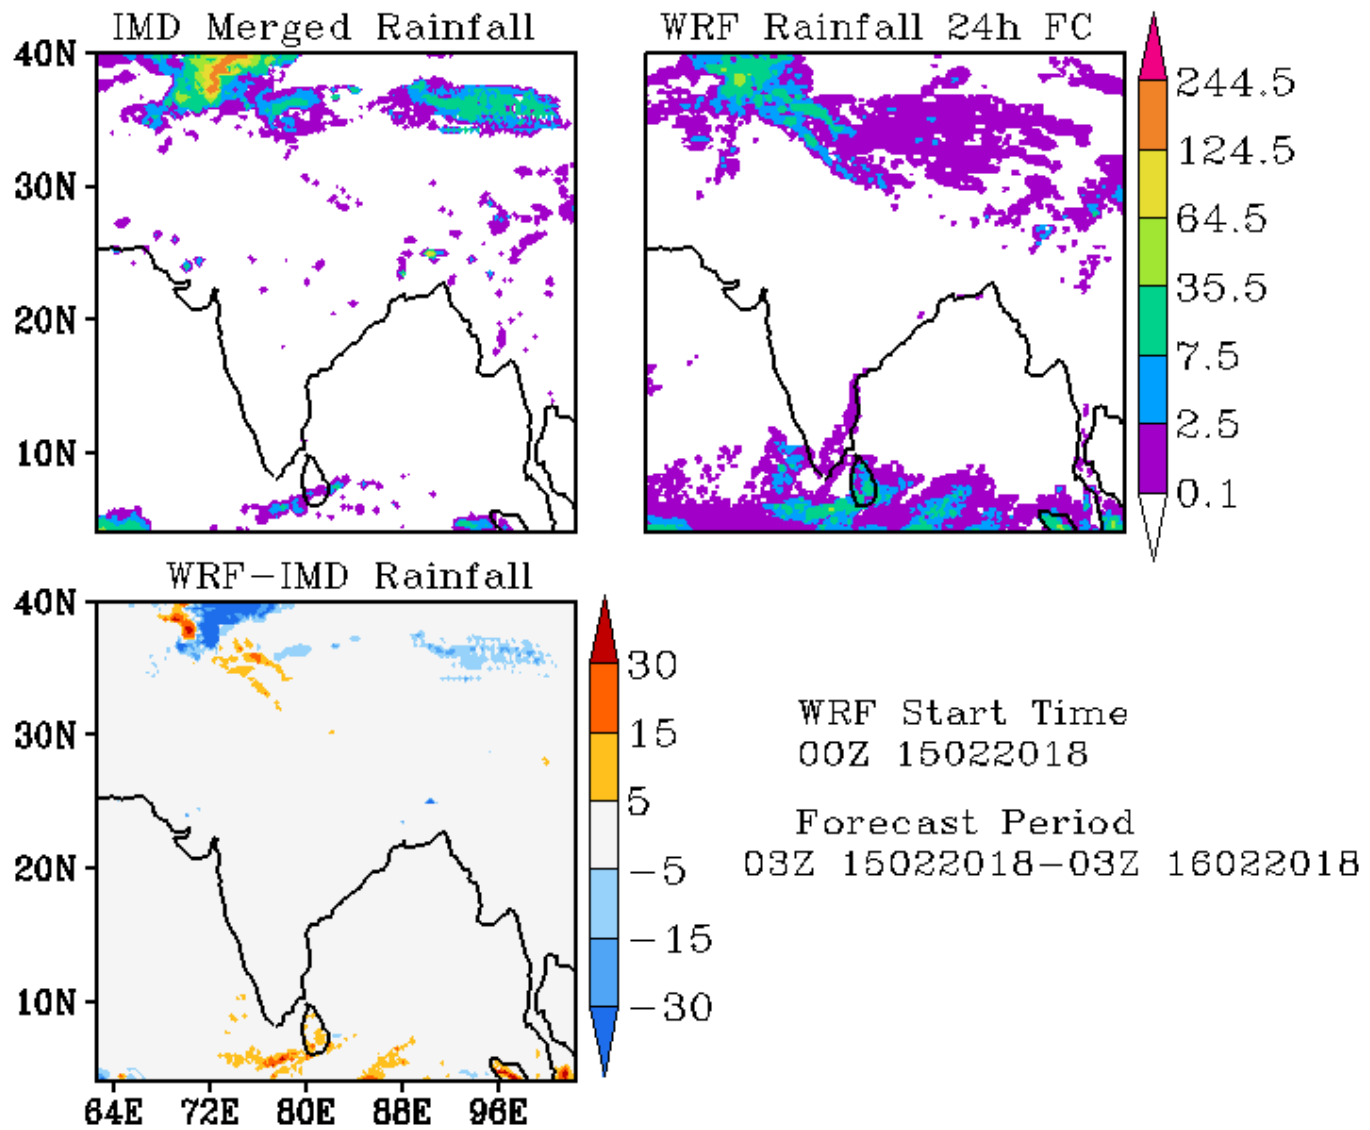 IMD Merged Rainfall
WRF Rainfall 24h FC
40N
30N
20N
10N
244.5
124.5
64.5
35.5
7.5
2.5
0.1
WRF-IMD Rainfall
40N
30N
20N
10N
64E 72E 80E 88E 96E
30
15
5
-5
-15
-30
WRF Start Time
00Z 15022018
Forecast Period
03Z 15022018-03Z 16022018